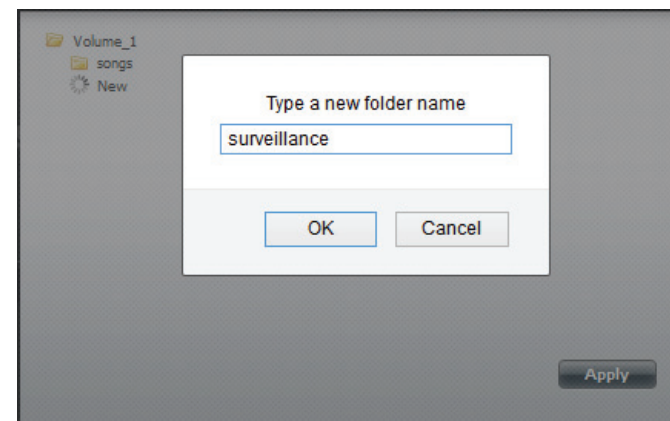 Volume_1
songs
New
Type a new folder name
surveillance
OK Cancel
Apply